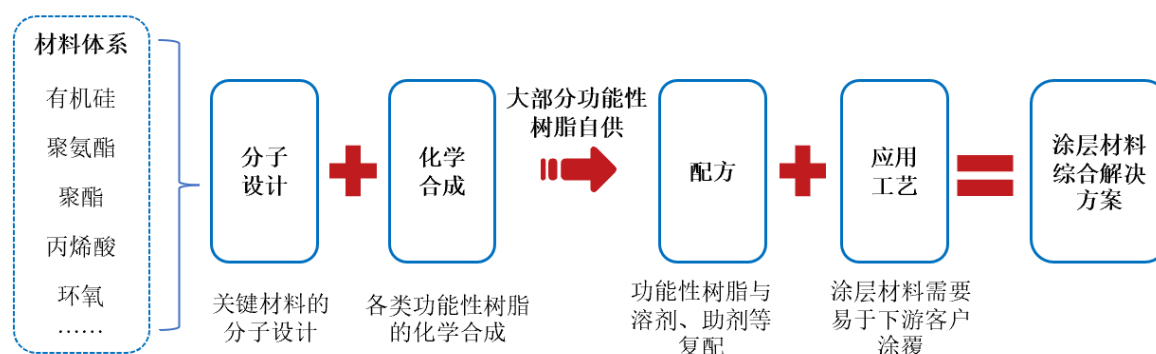 材料体系
有机硅
聚氨酯
聚酯
丙烯酸
环氧
……
分子
设计
关键材料的
分子设计
化学
合成
各类功能性树脂
的化学合成
大部分功能性
树脂自供
配方
功能性树脂与
溶剂、助剂等
复配
应用
工艺
涂层材料需要
易于下游客户
涂覆
涂层材料
综合解决
方案